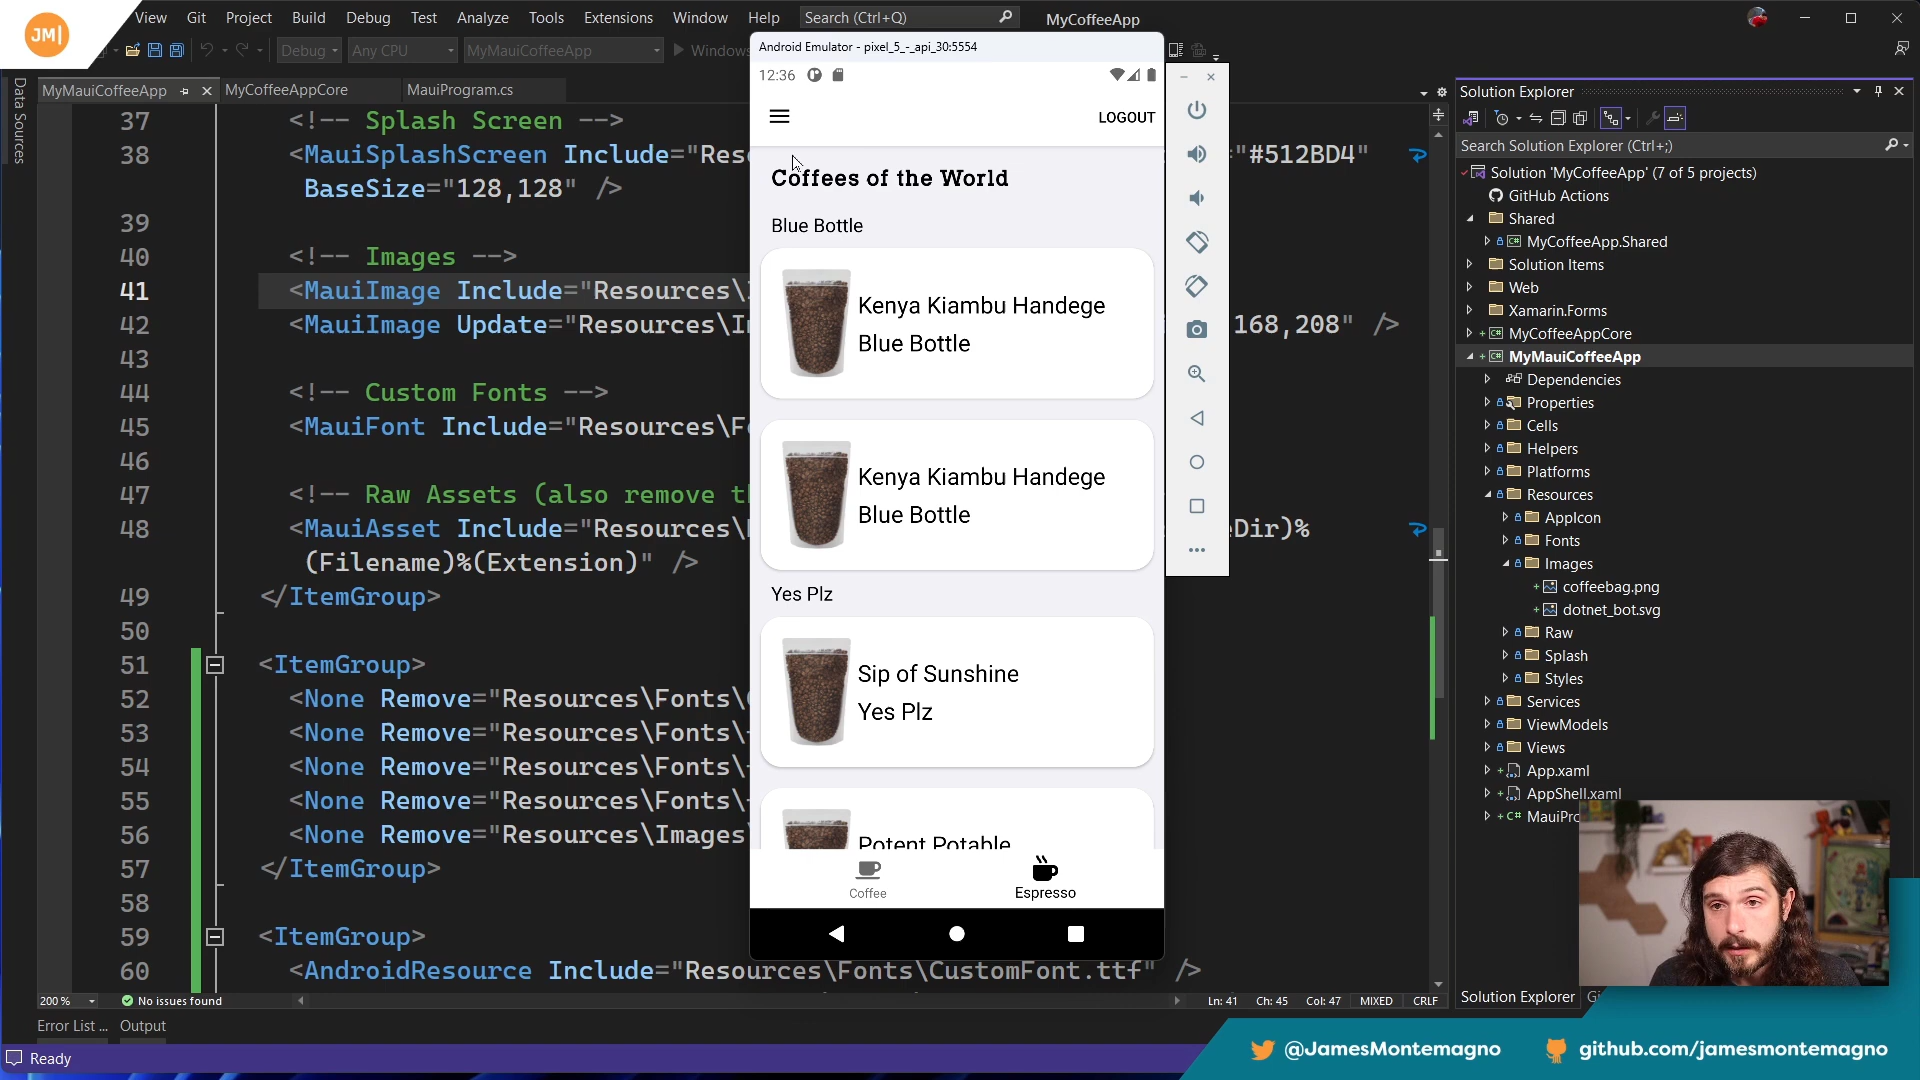 JM|
View Git Project Build Debug Test Analyze Tools Extensions Window Help Search (Ctrl+Q) MyCoffeeApp
Debug Any CPU MyMauiCoffeeApp Windows
MyMauiCoffeeApp MyCoffeeAppCore MauiProgram.cs
Data Sources
37 <!-- Splash Screen -->
38 <MauiSplashScreen Include="Res "#512BD4"
BaseSize="128,128" />
39
40 <!-- Images -->
41 <MauiImage Include="Resources\
42 <MauiImage Update="Resources\I 168,208" />
43
44 <!-- Custom Fonts -->
45 <MauiFont Include="Resources\F
46
47 <!-- Raw Assets (also remove t
48 <MauiAsset Include="Resources\ Dir)%
(Filename)%(Extension)" />
49 </ItemGroup>
50
51 <ItemGroup>
52 <None Remove="Resources\Fonts\
53 <None Remove="Resources\Fonts\
54 <None Remove="Resources\Fonts\
55 <None Remove="Resources\Fonts\
56 <None Remove="Resources\Images\
57 </ItemGroup>
58
59 <ItemGroup>
60 <AndroidResource Include="Resources\Fonts\CustomFont.ttf" />
200 % No issues found Ln: 41 Ch: 45 Col: 47 MIXED CRLF
Error List ... Output
Ready
Android Emulator - pixel_5_-_api_30:5554
12:36
LOGOUT
Coffees of the World
Blue Bottle
Kenya Kiambu Handege
Blue Bottle
Kenya Kiambu Handege
Blue Bottle
Yes Plz
Sip of Sunshine
Yes Plz
Potent Potable
Coffee Espresso
Solution Explorer
Search Solution Explorer (Ctrl+;)
Solution 'MyCoffeeApp' (7 of 5 projects)
GitHub Actions
Shared
MyCoffeeApp.Shared
Solution Items
Web
Xamarin.Forms
MyCoffeeAppCore
MyMauiCoffeeApp
Dependencies
Properties
Cells
Helpers
Platforms
Resources
AppIcon
Fonts
Images
coffeebag.png
dotnet_bot.svg
Raw
Splash
Styles
Services
ViewModels
Views
App.xaml
AppShell.xaml
MauiPro
Solution Explorer Gi
@JamesMontemagno github.com/jamesmontemagno